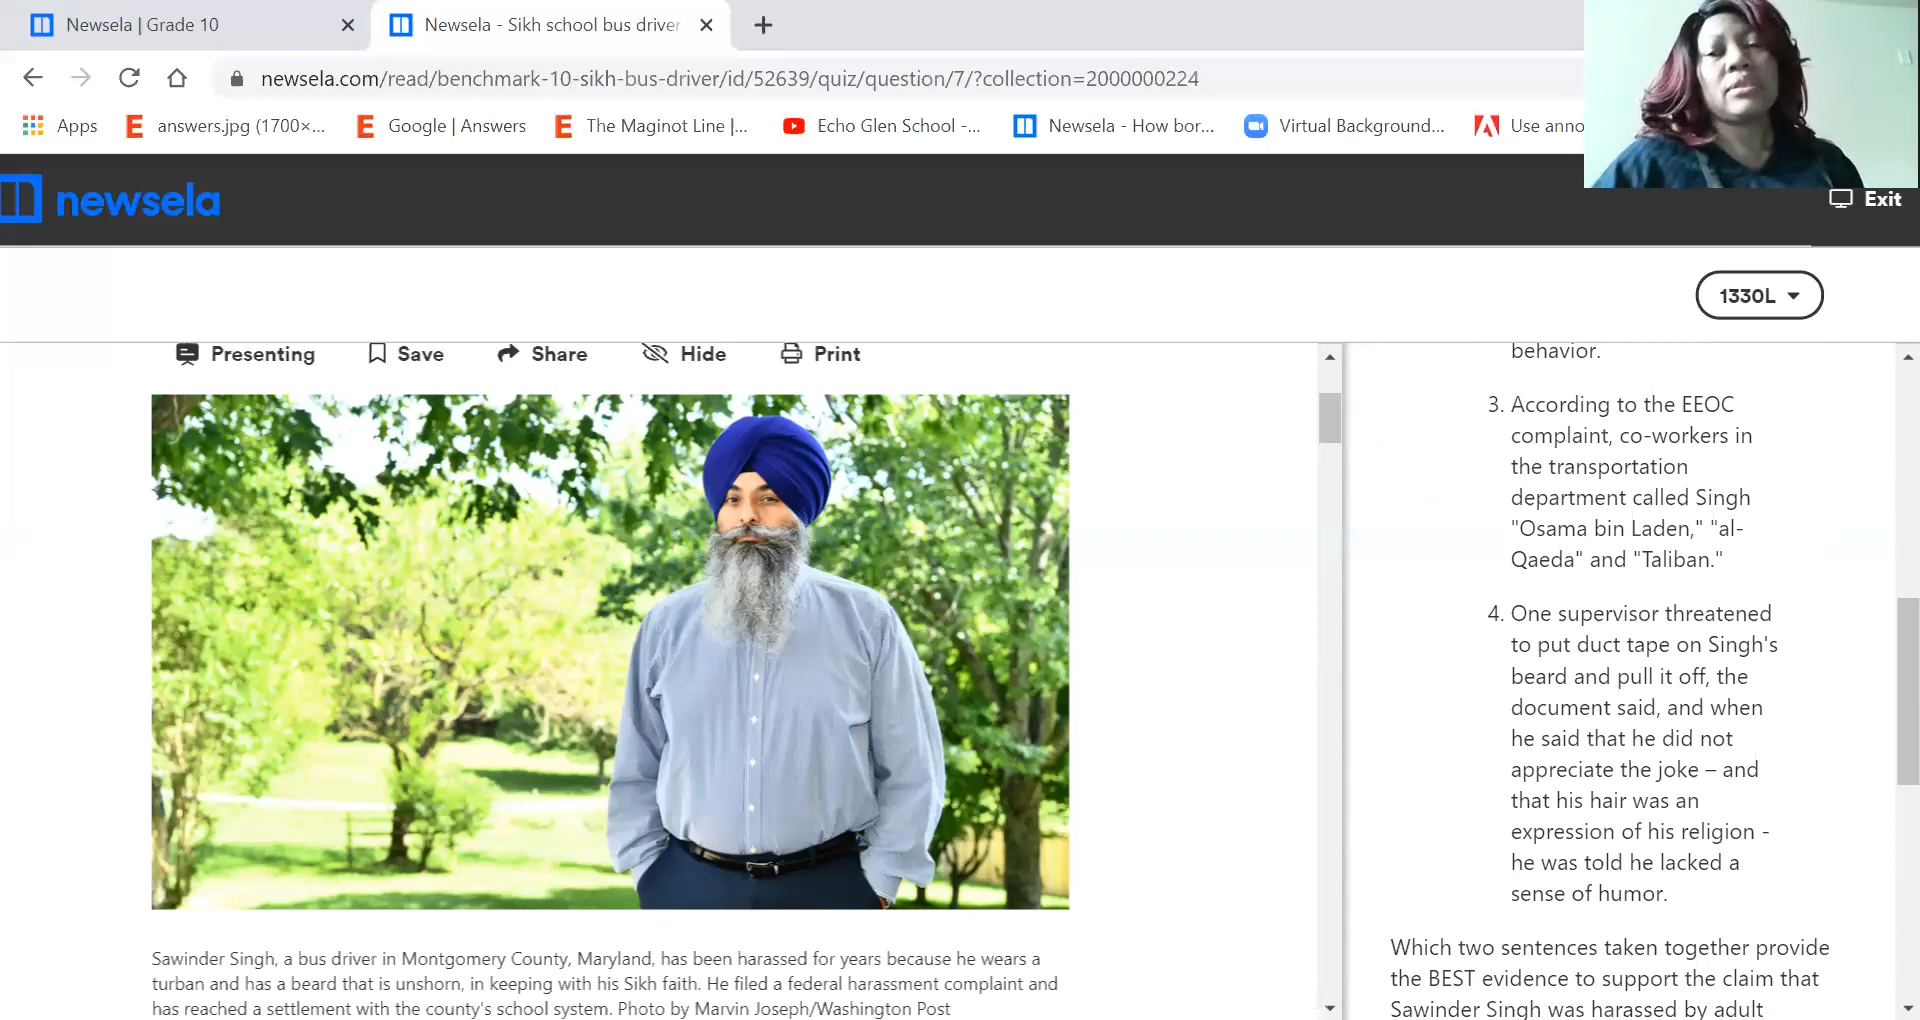 Newsela | Grade 10
Newsela - Sikh school bus driver
newsela.com/read/benchmark-10-sikh-bus-driver/id/52639/quiz/question/7/?collection=2000000224
Apps
answers.jpg (1700×...
Google | Answers
The Maginot Line |...
Echo Glen School -...
Newsela - How bor...
Virtual Background...
Use anno
newsela
Exit
1330L
Presenting
Save
Share
Hide
Print
Sawinder Singh, a bus driver in Montgomery County, Maryland, has been harassed for years because he wears a
turban and has a beard that is unshorn, in keeping with his Sikh faith. He filed a federal harassment complaint and
has reached a settlement with the county's school system. Photo by Marvin Joseph/Washington Post
behavior.
3. According to the EEOC
complaint, co-workers in
the transportation
department called Singh
"Osama bin Laden," "al-
Qaeda" and "Taliban."
4. One supervisor threatened
to put duct tape on Singh's
beard and pull it off, the
document said, and when
he said that he did not
appreciate the joke – and
that his hair was an
expression of his religion -
he was told he lacked a
sense of humor.
Which two sentences taken together provide
the BEST evidence to support the claim that
Sawinder Singh was harassed by adult